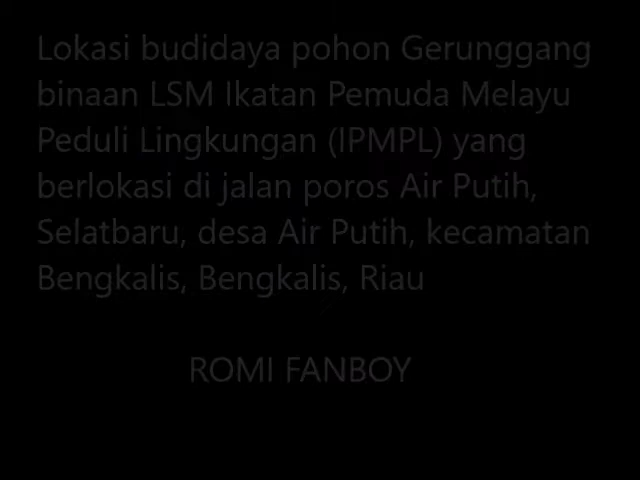 Lokasi budidaya pohon Gerunggang
binaan LSM Ikatan Pemuda Melayu
Peduli Lingkungan (IPMPL) yang
berlokasi di jalan poros Air Putih,
Selatbaru, desa Air Putih, kecamatan
Bengkalis, Bengkalis, Riau
ROMI FANBOY